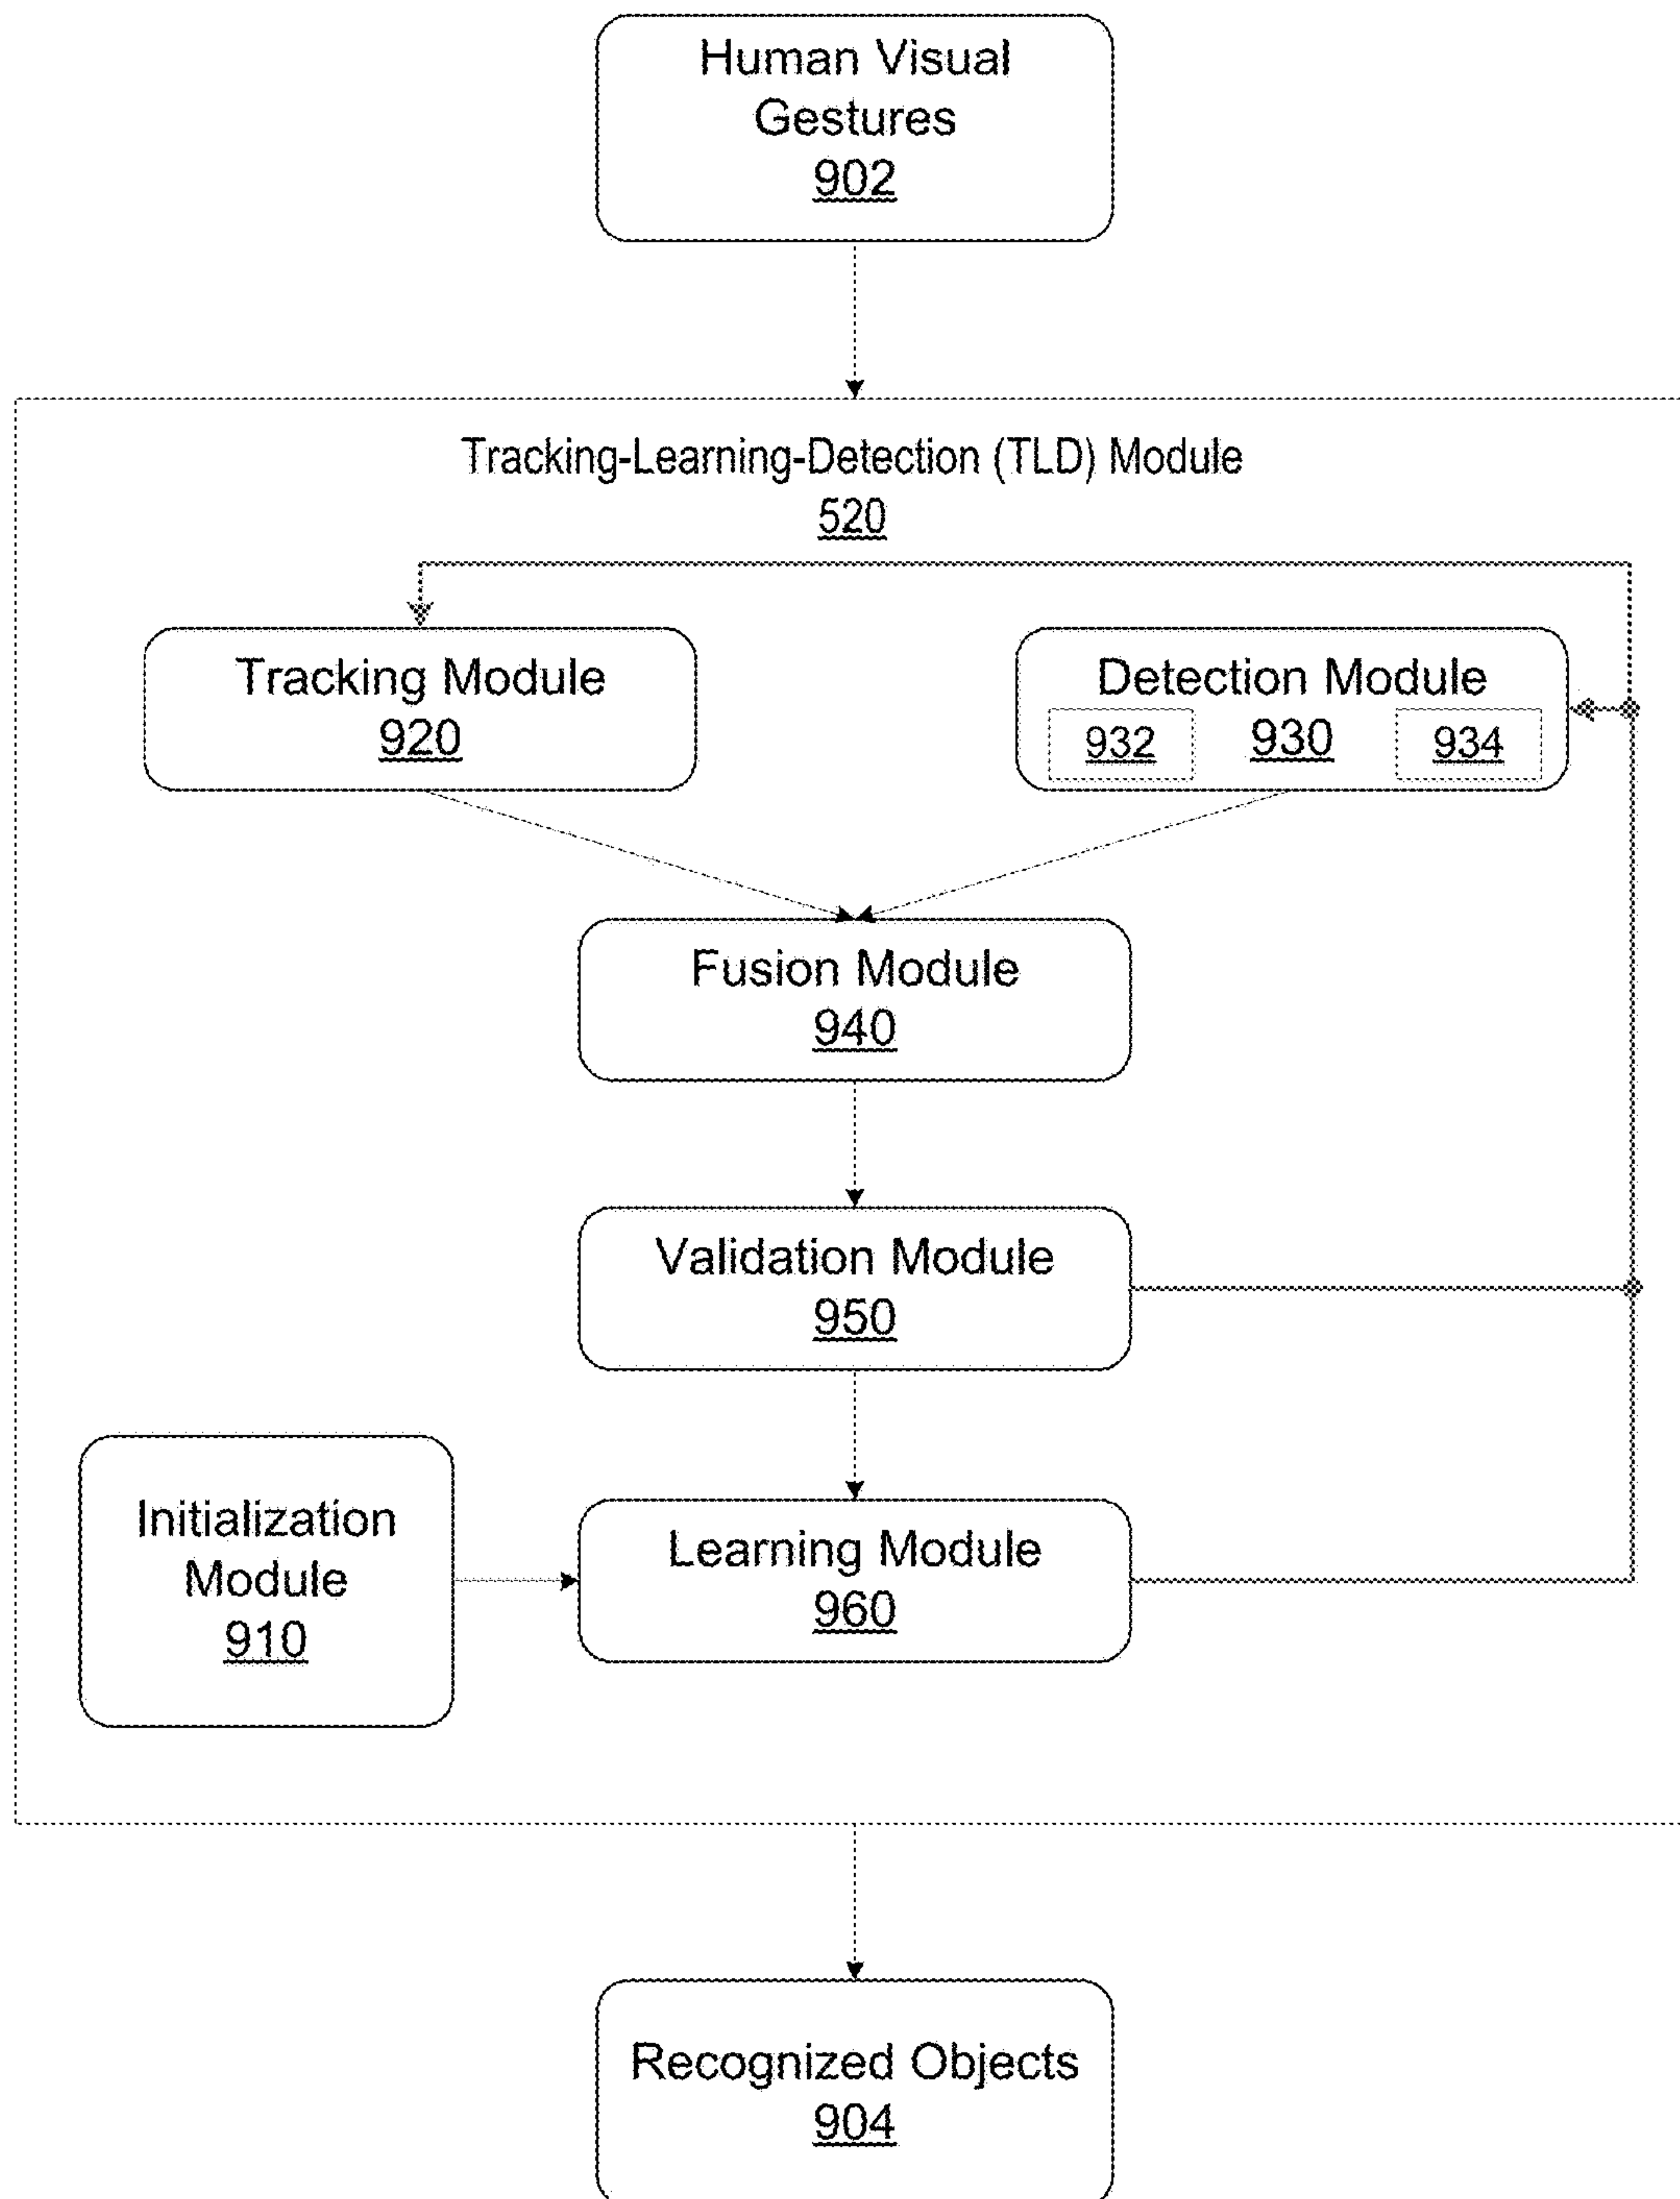 Human Visual
Gestures
902
Tracking-Learning-Detection (TLD) Module
520
Tracking Module
920
Detection Module
932 930 934
Fusion Module
940
Validation Module
950
Initialization
Module
910
Learning Module
960
Recognized Objects
904